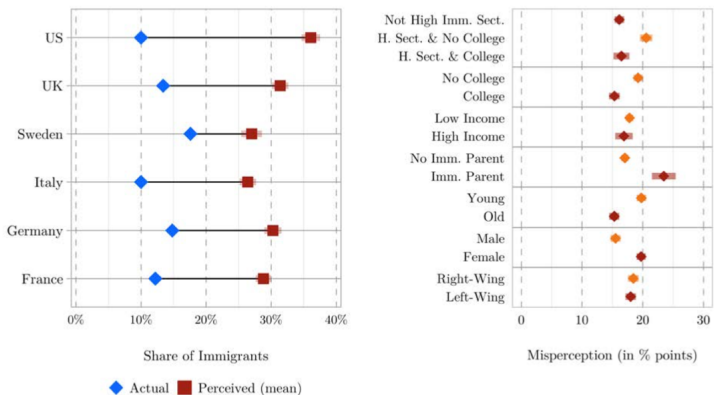 US
UK
Sweden
Italy
Germany
France
0% 10% 20% 30% 40%
Share of Immigrants
Actual Perceived (mean)
Not High Imm. Sect.
H. Sect. & No College
H. Sect. & College
No College
College
Low Income
High Income
No Imm. Parent
Imm. Parent
Young
Old
Male
Female
Right-Wing
Left-Wing
0 10 20 30
Misperception (in % points)